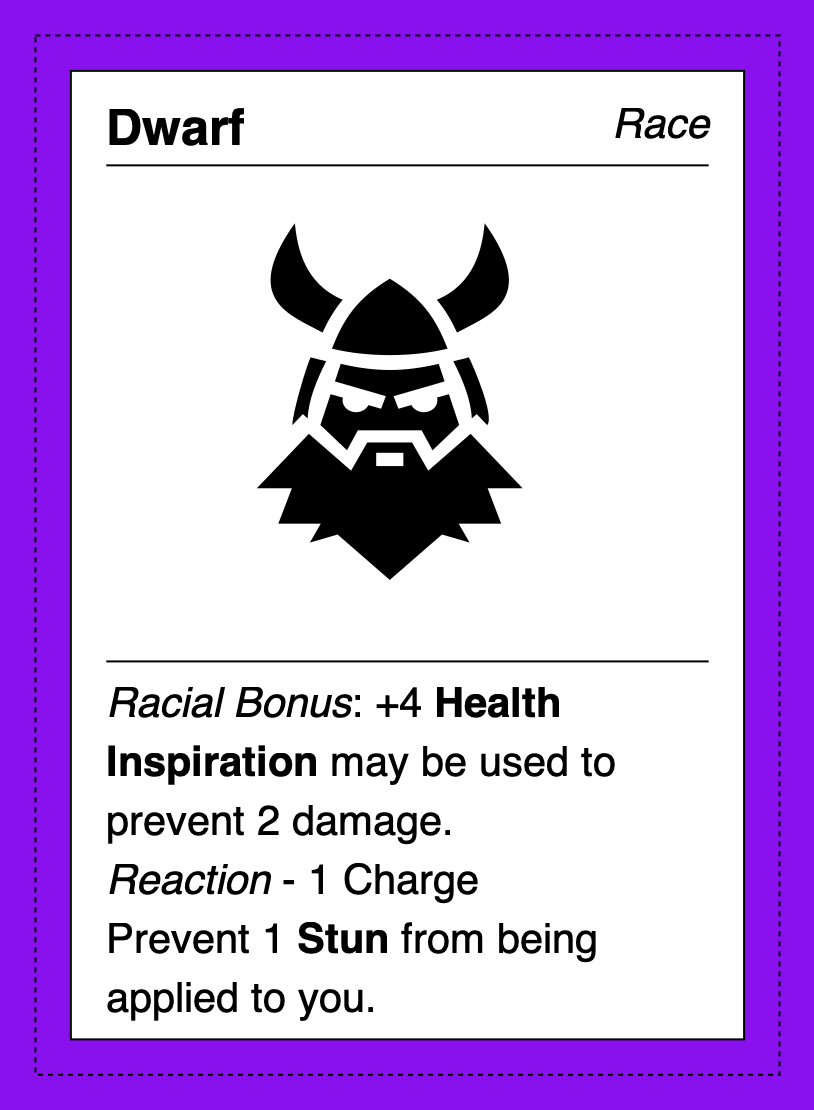 Dwarf
Race
Racial Bonus: +4 Health
Inspiration may be used to
prevent 2 damage.
Reaction - 1 Charge
Prevent 1 Stun from being
applied to you.